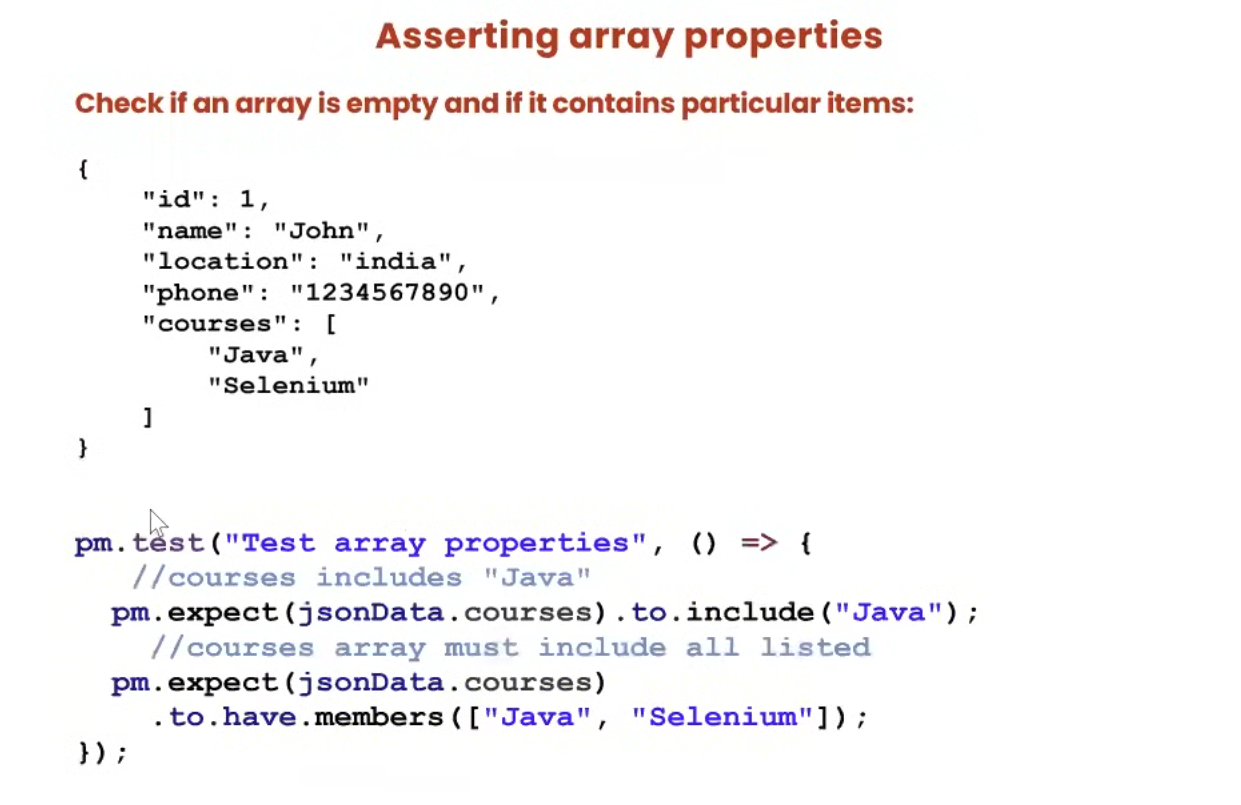 Asserting array properties
Check if an array is empty and if it contains particular items:
{
"id": 1,
"name": "John",
"location": "india",
"phone": "1234567890",
"courses": [
"Java",
"Selenium"
]
}
pm.test("Test array properties", () => {
//courses includes "Java"
pm.expect(jsonData.courses).to.include("Java");
//courses array must include all listed
pm.expect(jsonData.courses)
.to.have.members(["Java", "Selenium"]);
});